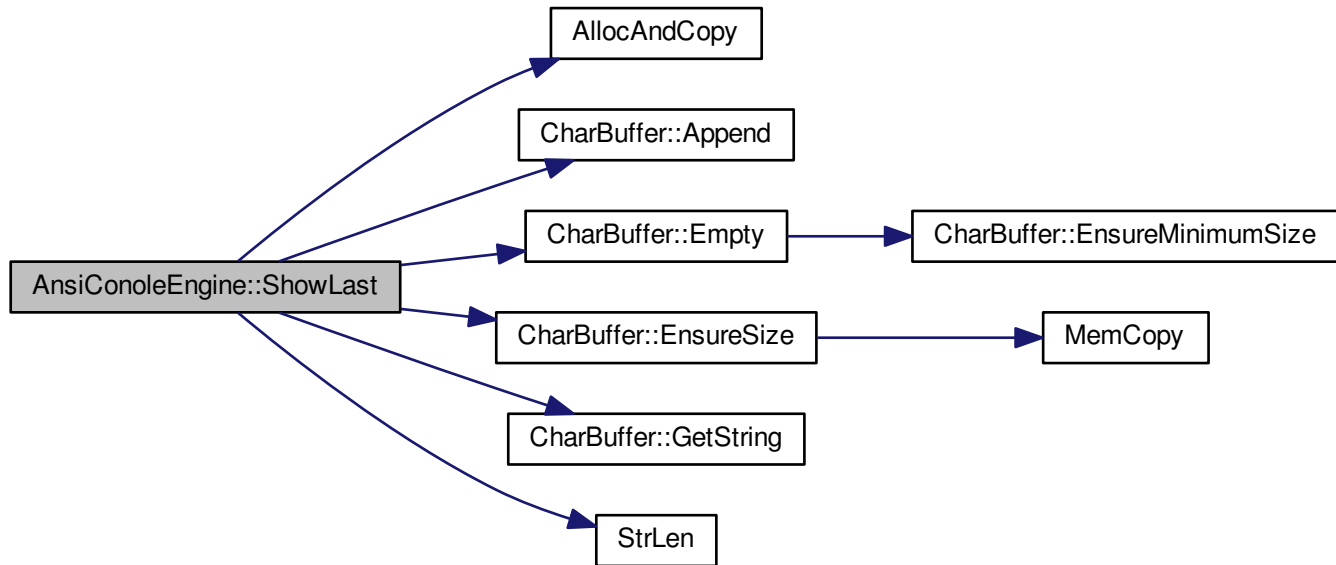 AllocAndCopy
CharBuffer::Append
CharBuffer::Empty
CharBuffer::EnsureMinimumSize
AnsiConoleEngine::ShowLast
CharBuffer::EnsureSize
MemCopy
CharBuffer::GetString
StrLen